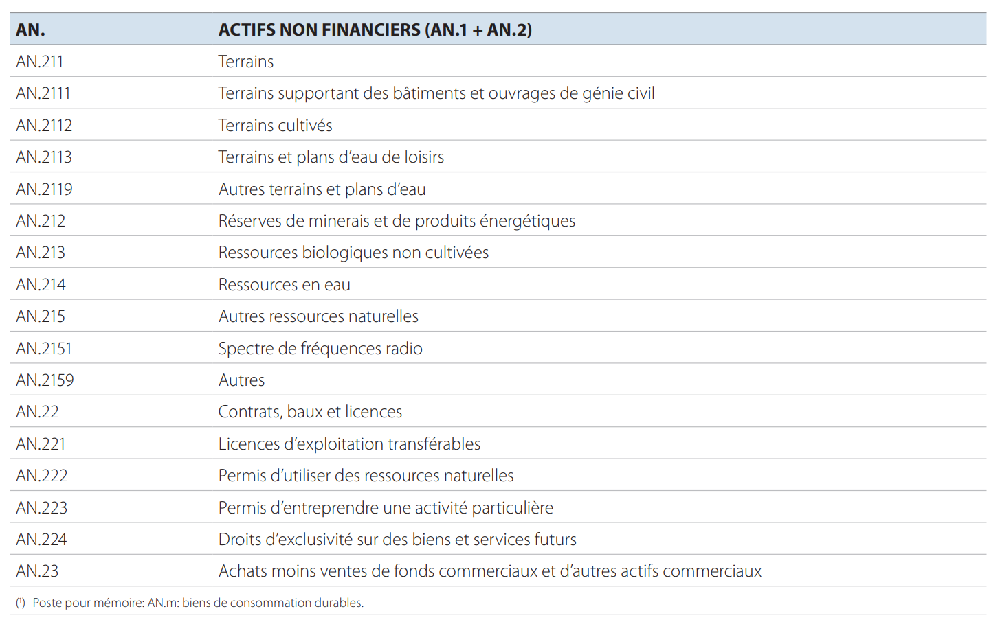 AN. ACTIFS NON FINANCIERS (AN.1 + AN.2)
AN.211 Terrains
AN.2111 Terrains supportant des bâtiments et ouvrages de génie civil
AN.2112 Terrains cultivés
AN.2113 Terrains et plans d’eau de loisirs
AN.2119 Autres terrains et plans d’eau
AN.212 Réserves de minerais et de produits énergétiques
AN.213 Ressources biologiques non cultivées
AN.214 Ressources en eau
AN.215 Autres ressources naturelles
AN.2151 Spectre de fréquences radio
AN.2159 Autres
AN.22 Contrats, baux et licences
AN.221 Licences d’exploitation transférables
AN.222 Permis d’utiliser des ressources naturelles
AN.223 Permis d’entreprendre une activité particulière
AN.224 Droits d’exclusivité sur des biens et services futurs
AN.23 Achats moins ventes de fonds commerciaux et d’autres actifs commerciaux
(¹) Poste pour mémoire: AN.m: biens de consommation durables.